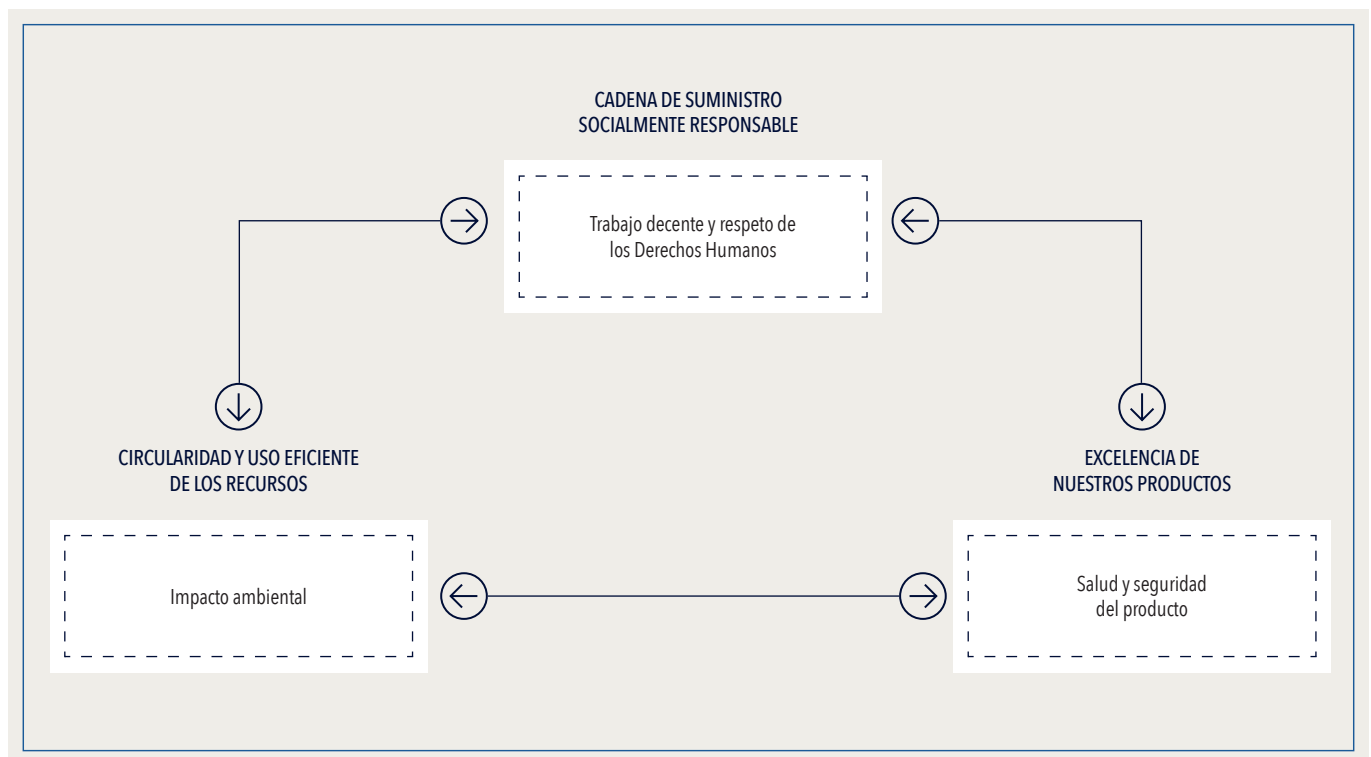 CADENA DE SUMINISTRO
SOCIALMENTE RESPONSABLE
Trabajo decente y respeto de
los Derechos Humanos
CIRCULARIDAD Y USO EFICIENTE
DE LOS RECURSOS
Impacto ambiental
EXCELENCIA DE
NUESTROS PRODUCTOS
Salud y seguridad
del producto